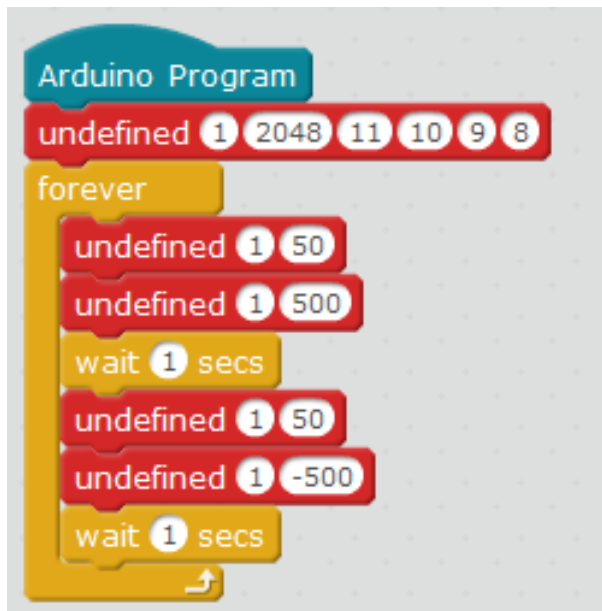 Arduino Program
undefined 1 2048 11 10 9 8
forever
undefined 1 50
undefined 1 500
wait 1 secs
undefined 1 50
undefined 1 -500
wait 1 secs